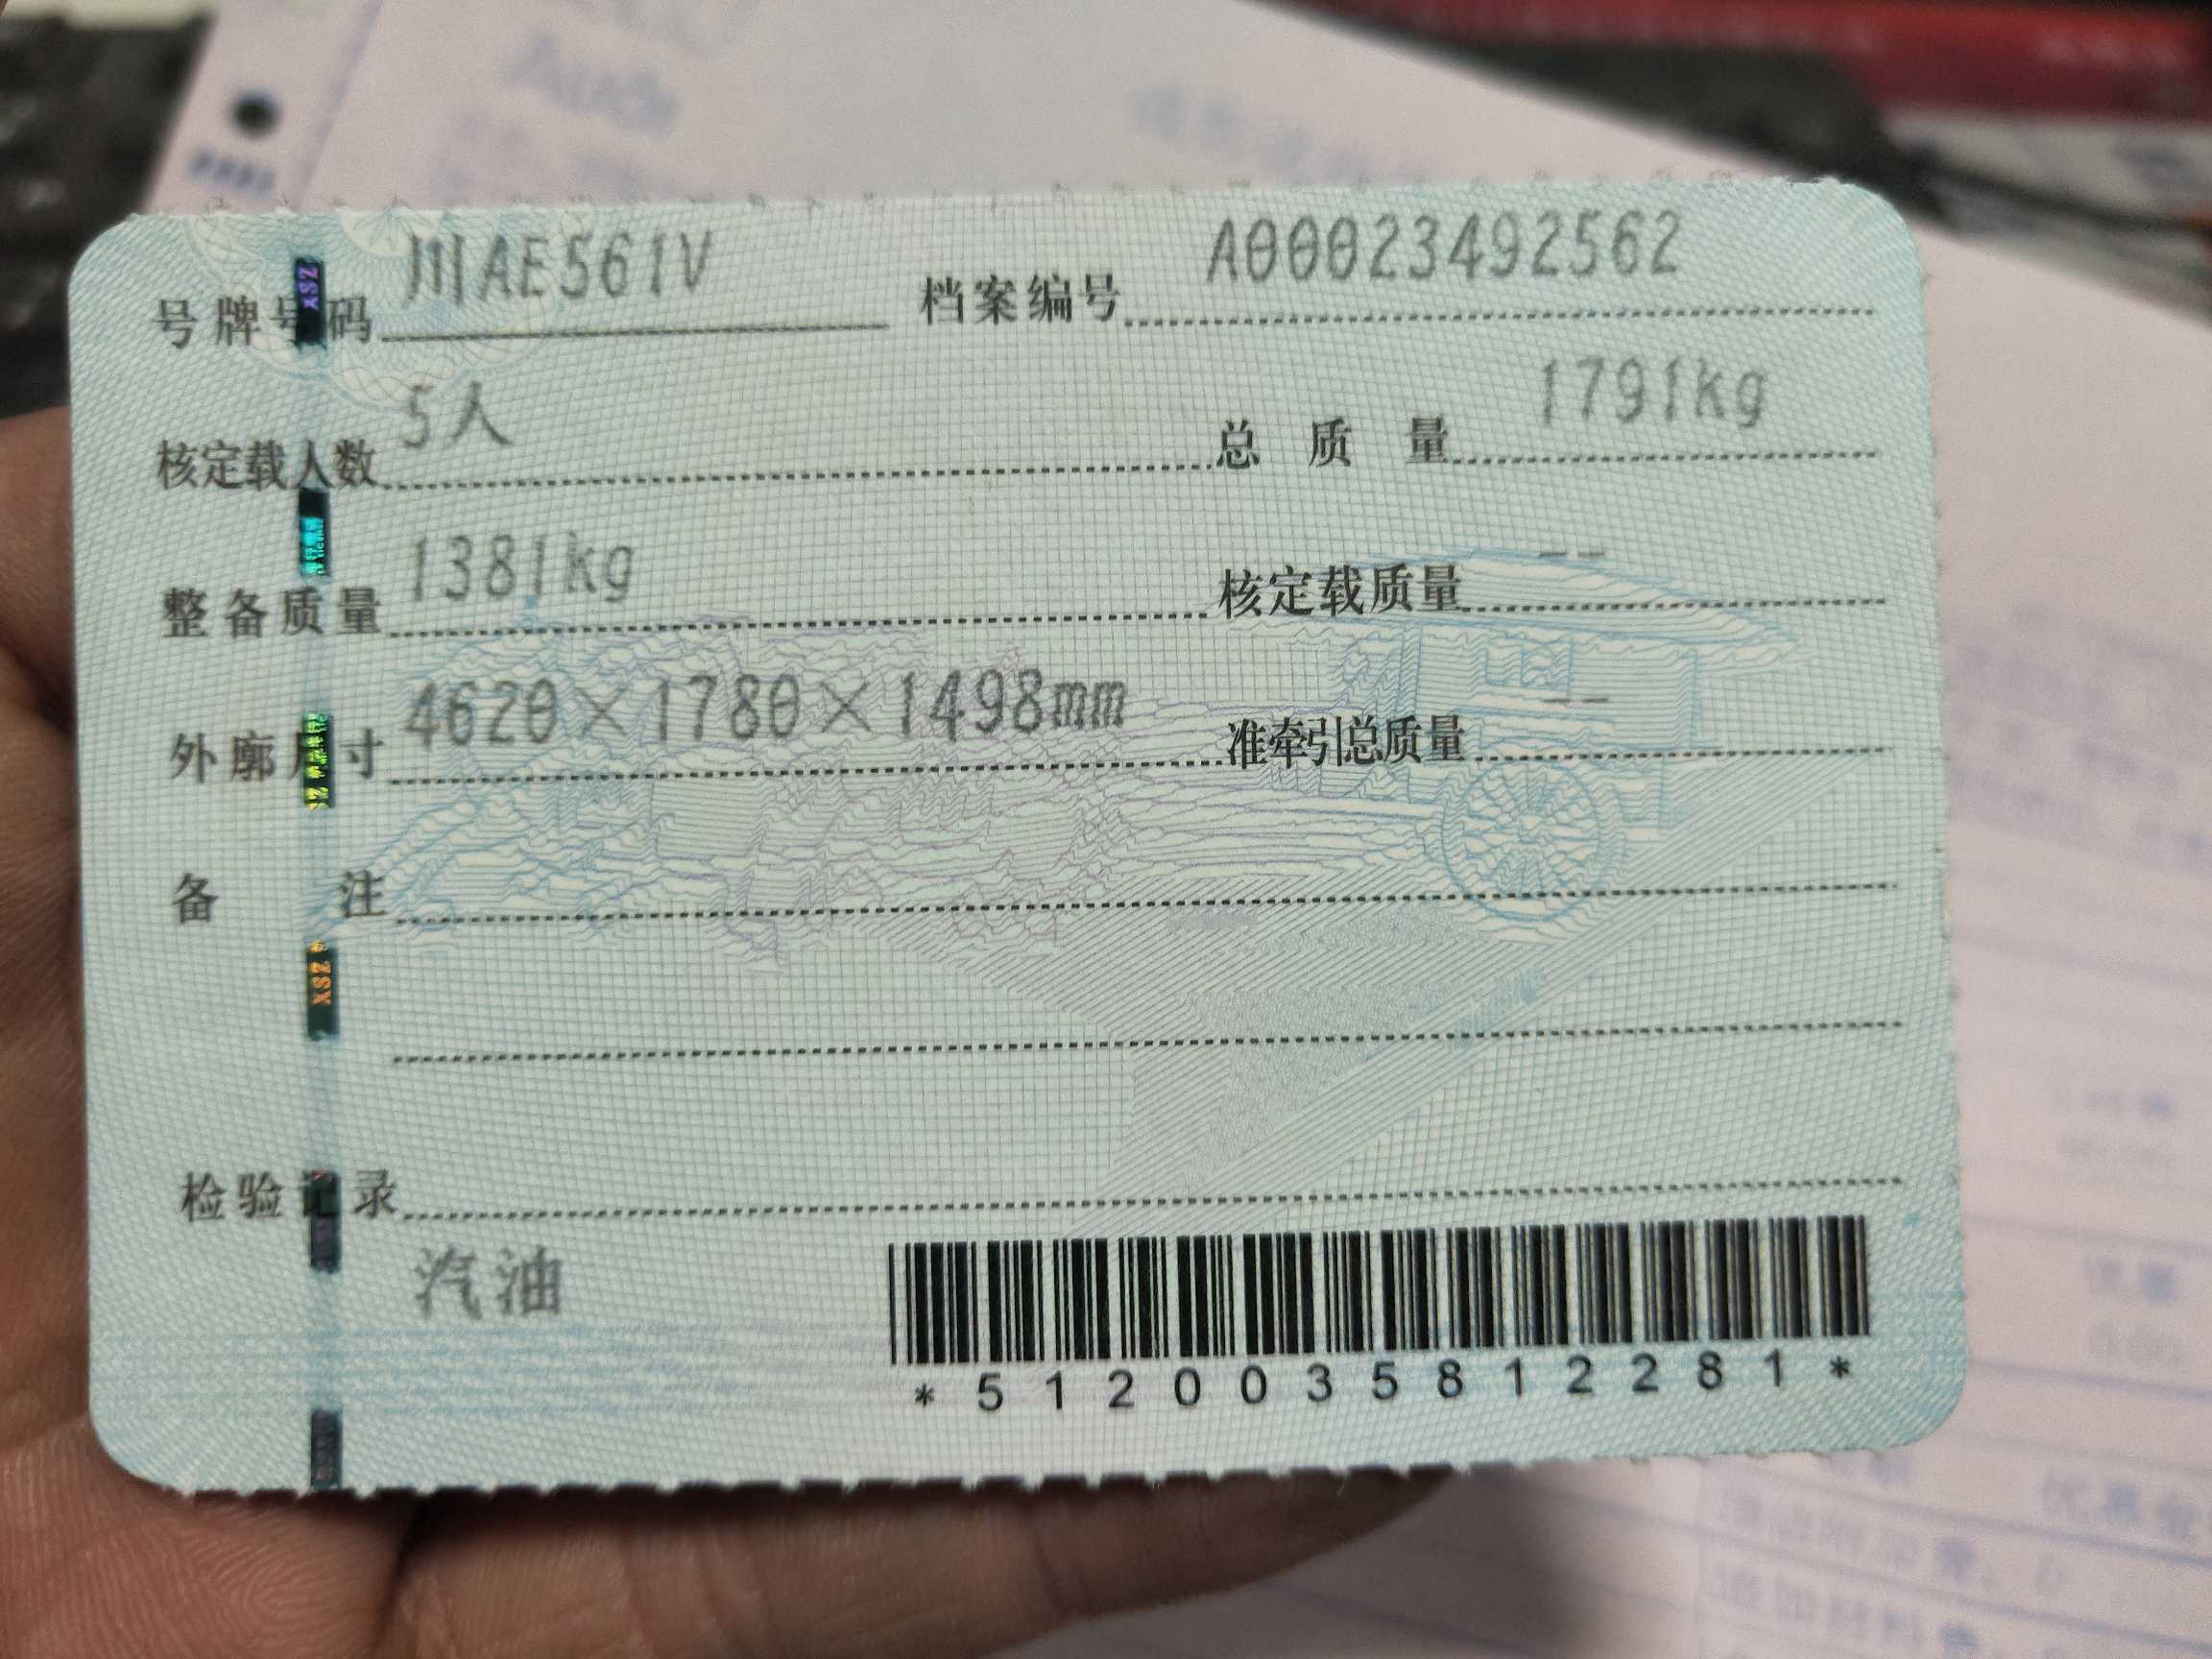 号牌号码 川AE561V 档案编号 A00023492562
核定载人数 5人 总质量 1791kg
整备质量 1381kg 核定载质量 --
外廓尺寸 4620×1780×1498mm 准牵引总质量 --
备注
检验记录
汽油
*5120035812281*